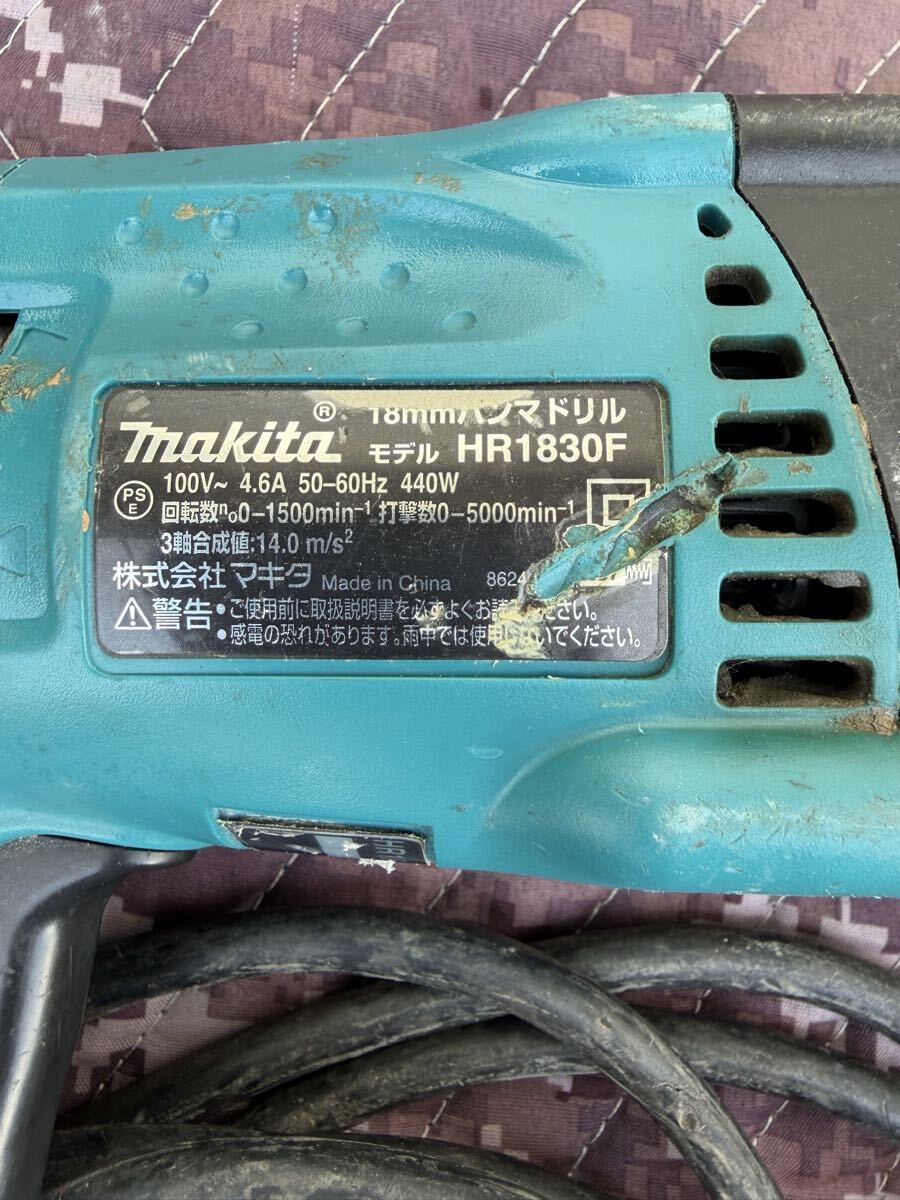 makita®
18mmハンマドリル
モデル HR1830F
100V~ 4.6A 50-60Hz 440W
PS E
回転数n₀0-1500min⁻¹ 打撃数0-5000min⁻¹
3軸合成値:14.0 m/s²
株式会社マキタ Made in China 8624
警告 •ご使用前に取扱説明書を必ずよくお読みください。
•感電の恐れがあります。雨中では使用しないでください。